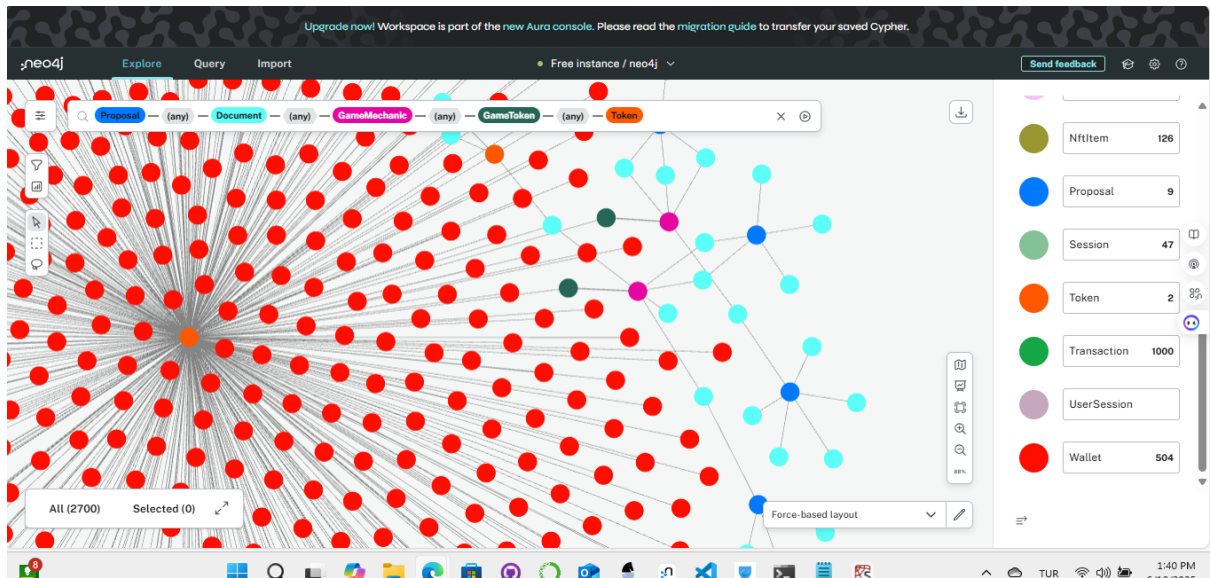 Upgrade now! Workspace is part of the new Aura console. Please read the migration guide to transfer your saved Cypher.
:neo4j Explore Query Import Free instance / neo4j Send feedback
Proposal — (any) — Document — (any) — GameMechanic — (any) — GameToken — (any) — Token
NftItem 126
Proposal 9
Session 47
Token 2
Transaction 1000
UserSession
Wallet 504
88%
All (2700) Selected (0)
Force-based layout
8
TUR
1:40 PM